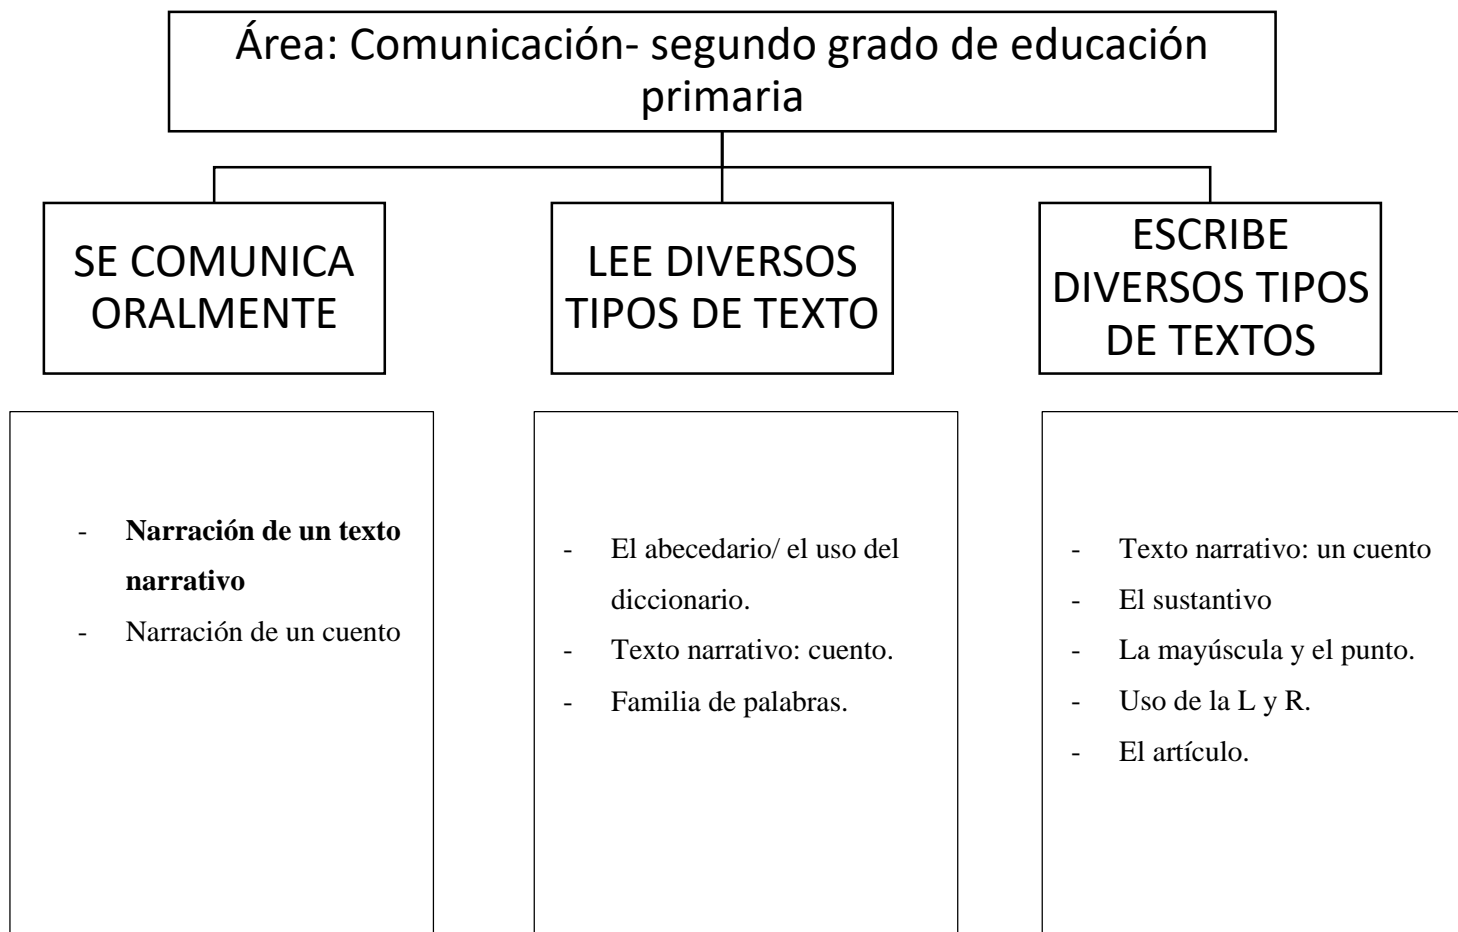 Área: Comunicación- segundo grado de educación
primaria
SE COMUNICA
ORALMENTE
LEE DIVERSOS
TIPOS DE TEXTO
ESCRIBE
DIVERSOS TIPOS
DE TEXTOS
- Narración de un texto
narrativo
- Narración de un cuento
- El abecedario/ el uso del
diccionario.
- Texto narrativo: cuento.
- Familia de palabras.
- Texto narrativo: un cuento
- El sustantivo
- La mayúscula y el punto.
- Uso de la L y R.
- El artículo.